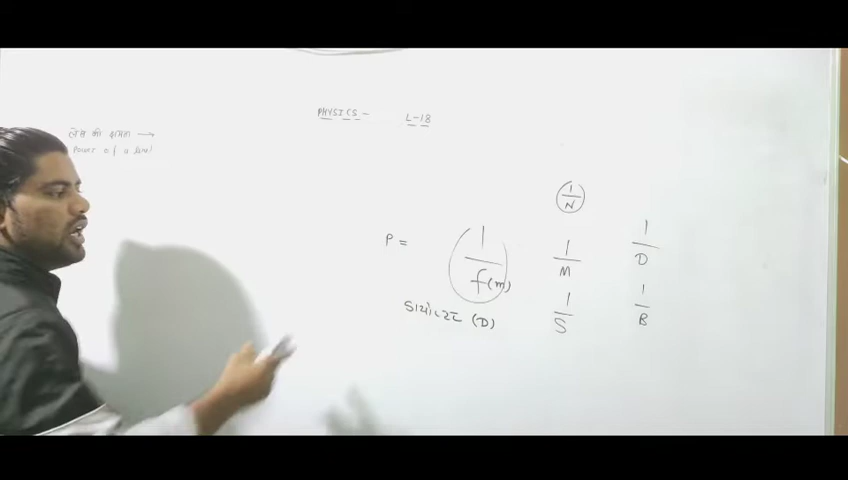 PHYSICS - L-18
लेंस की क्षमता →
Power of a lens
P = 1/f(m)
डायोप्टर (D)
1/N
1/M
1/S
1/D
1/B